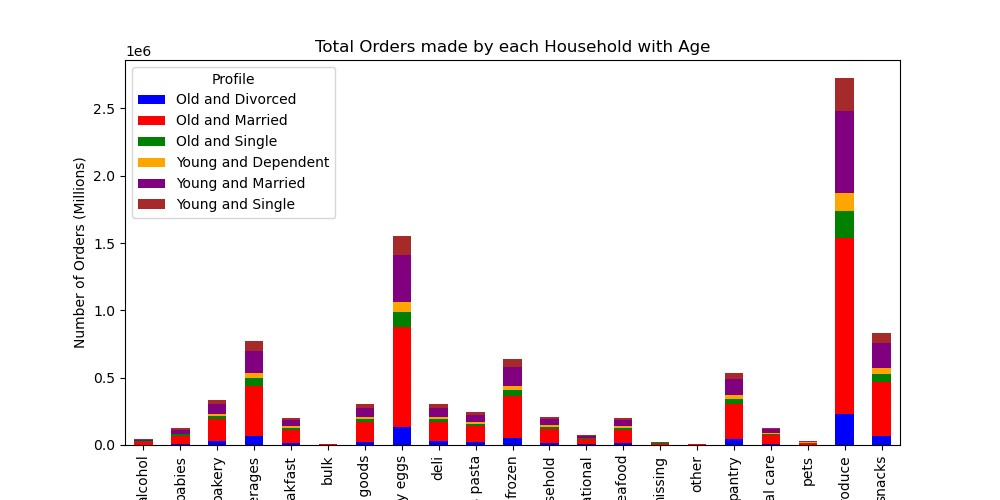 Total Orders made by each Household with Age
1e6
Profile
Old and Divorced
Old and Married
Old and Single
Young and Dependent
Young and Married
Young and Single
Number of Orders (Millions)
2.5
2.0
1.5
1.0
0.5
0.0
lcohol
babies
bakery
erages
akfast
bulk
goods
y eggs
deli
pasta
frozen
sehold
ational
eafood
issing
other
pantry
al care
pets
oduce
snacks